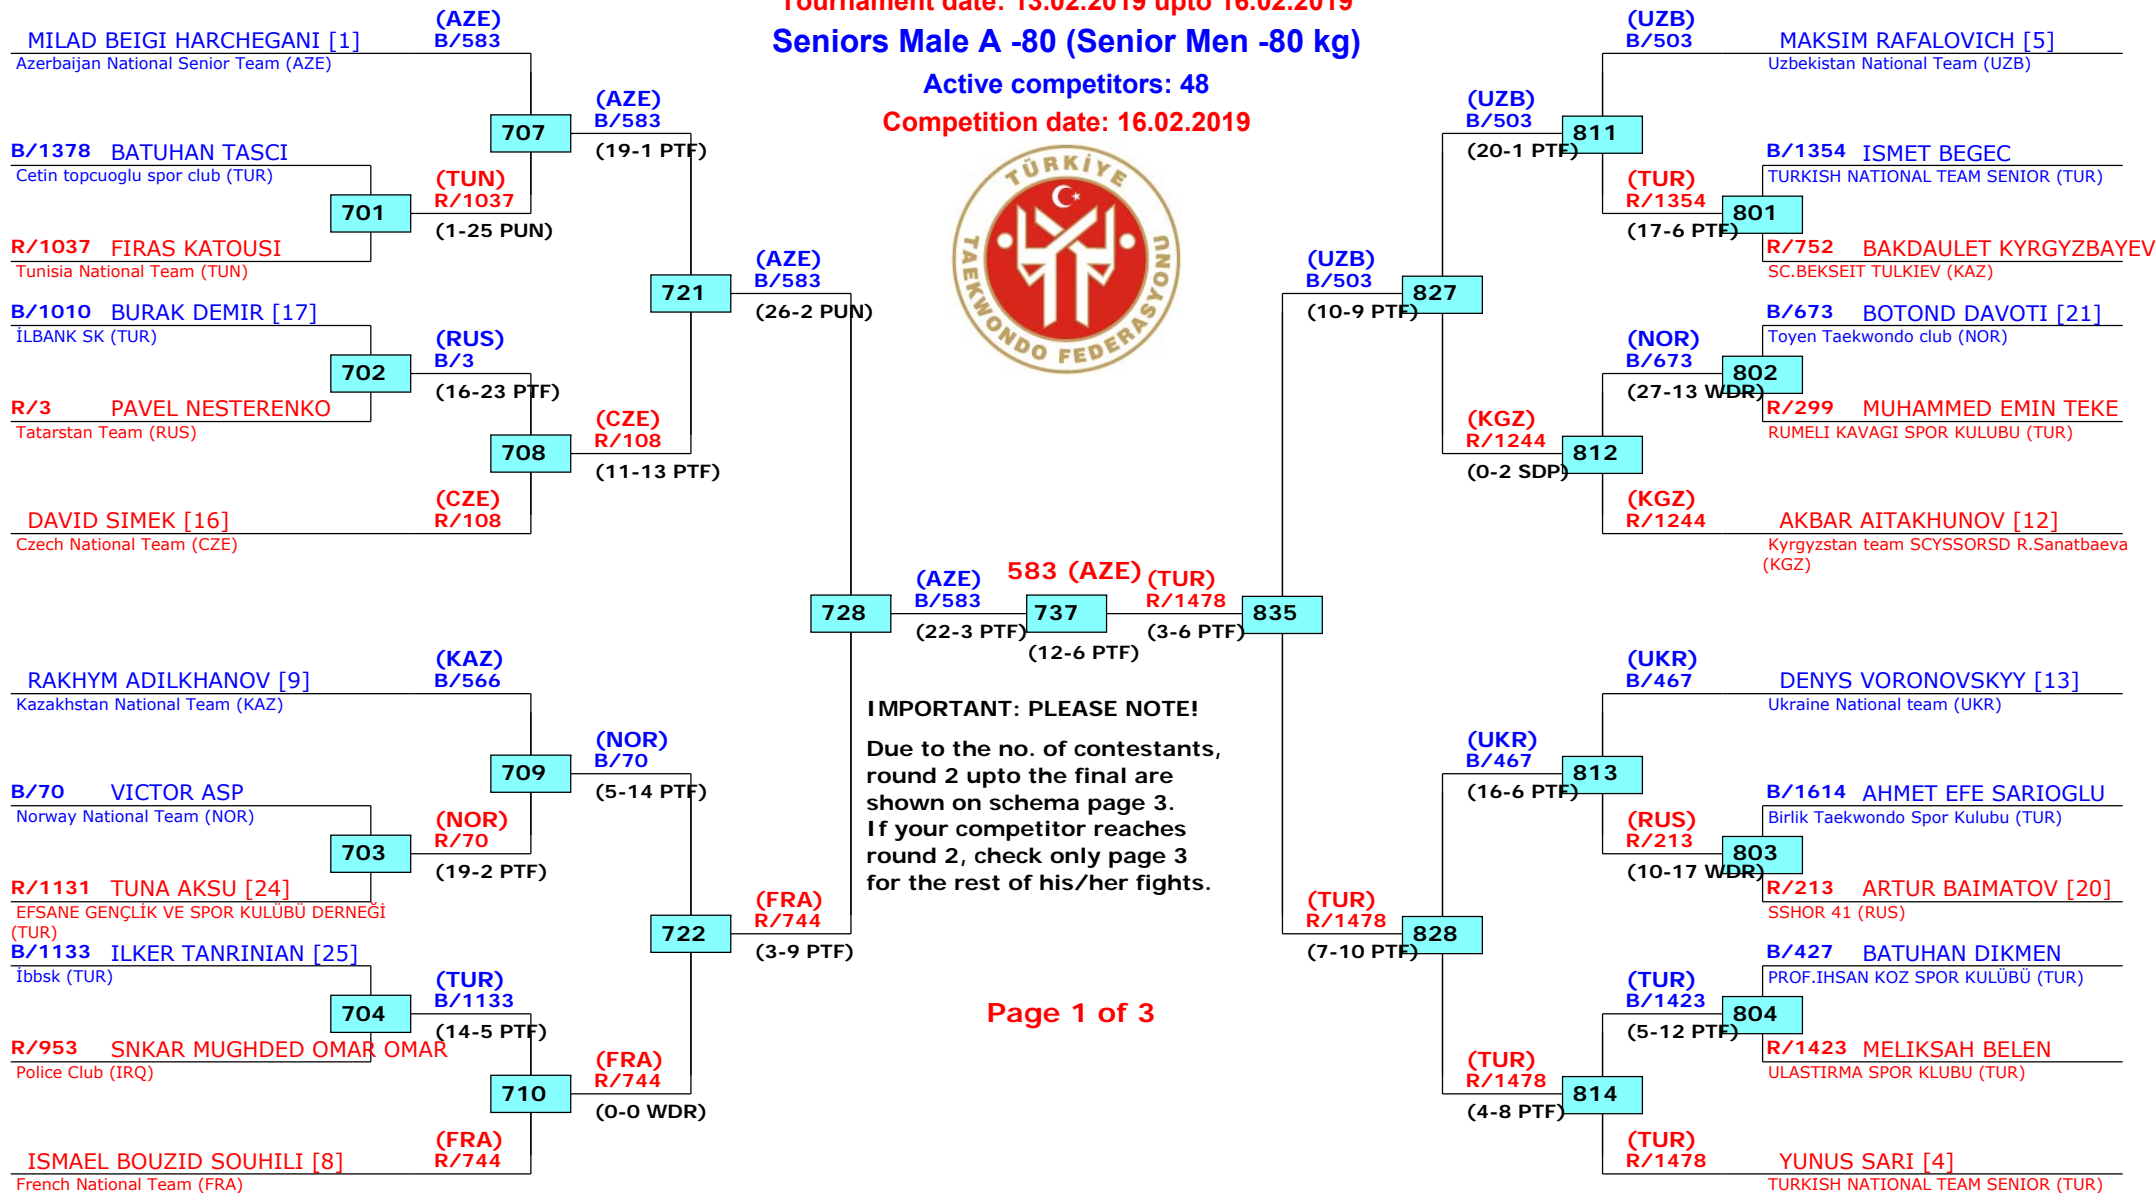 Tournament date: 13.02.2019 upto 16.02.2019
Seniors Male A -80 (Senior Men -80 kg)
Active competitors: 48
Competition date: 16.02.2019
TÜRKİYE
TAEKWONDO FEDERASYONU
MILAD BEIGI HARCHEGANI [1]
Azerbaijan National Senior Team (AZE)
(AZE)
B/583
B/1378 BATUHAN TASCI
Cetin topcuoglu spor club (TUR)
701
R/1037 FIRAS KATOUSI
Tunisia National Team (TUN)
(TUN)
R/1037
(1-25 PUN)
707
(AZE)
B/583
(19-1 PTF)
B/1010 BURAK DEMIR [17]
İLBANK SK (TUR)
702
R/3 PAVEL NESTERENKO
Tatarstan Team (RUS)
(RUS)
B/3
(16-23 PTF)
708
DAVID SIMEK [16]
Czech National Team (CZE)
(CZE)
R/108
(CZE)
R/108
(11-13 PTF)
721
(AZE)
B/583
(26-2 PUN)
RAKHYM ADILKHANOV [9]
Kazakhstan National Team (KAZ)
(KAZ)
B/566
B/70 VICTOR ASP
Norway National Team (NOR)
703
R/1131 TUNA AKSU [24]
EFSANE GENÇLİK VE SPOR KULÜBÜ DERNEĞİ
(TUR)
(NOR)
R/70
(19-2 PTF)
709
(NOR)
B/70
(5-14 PTF)
B/1133 ILKER TANRINIAN [25]
İbbsk (TUR)
704
R/953 SNKAR MUGHDED OMAR OMAR
Police Club (IRQ)
(TUR)
B/1133
(14-5 PTF)
710
ISMAEL BOUZID SOUHILI [8]
French National Team (FRA)
(FRA)
R/744
(FRA)
R/744
(0-0 WDR)
722
(FRA)
R/744
(3-9 PTF)
728
(AZE)
B/583
(22-3 PTF)
583 (AZE)
737
(12-6 PTF)
(TUR)
R/1478
(3-6 PTF)
835
IMPORTANT: PLEASE NOTE!
Due to the no. of contestants,
round 2 upto the final are
shown on schema page 3.
If your competitor reaches
round 2, check only page 3
for the rest of his/her fights.
Page 1 of 3
(UZB)
B/503
MAKSIM RAFALOVICH [5]
Uzbekistan National Team (UZB)
(UZB)
B/503
(20-1 PTF)
811
B/1354 ISMET BEGEC
TURKISH NATIONAL TEAM SENIOR (TUR)
(TUR)
R/1354
(17-6 PTF)
801
R/752 BAKDAULET KYRGYZBAYEV
SC.BEKSEIT TULKIEV (KAZ)
(UZB)
B/503
(10-9 PTF)
827
B/673 BOTOND DAVOTI [21]
Toyen Taekwondo club (NOR)
(NOR)
B/673
(27-13 WDR)
802
R/299 MUHAMMED EMIN TEKE
RUMELI KAVAGI SPOR KULUBU (TUR)
(KGZ)
R/1244
(0-2 SDP)
812
(KGZ)
R/1244
AKBAR AITAKHUNOV [12]
Kyrgyzstan team SCYSSORSD R.Sanatbaeva
(KGZ)
(UKR)
B/467
DENYS VORONOVSKYY [13]
Ukraine National team (UKR)
(UKR)
B/467
(16-6 PTF)
813
B/1614 AHMET EFE SARIOGLU
Birlik Taekwondo Spor Kulubu (TUR)
(RUS)
R/213
(10-17 WDR)
803
R/213 ARTUR BAIMATOV [20]
SSHOR 41 (RUS)
(TUR)
R/1478
(7-10 PTF)
828
B/427 BATUHAN DIKMEN
PROF.IHSAN KOZ SPOR KULÜBÜ (TUR)
(TUR)
B/1423
(5-12 PTF)
804
R/1423 MELIKSAH BELEN
ULASTIRMA SPOR KLUBU (TUR)
(TUR)
R/1478
(4-8 PTF)
814
(TUR)
R/1478
YUNUS SARI [4]
TURKISH NATIONAL TEAM SENIOR (TUR)